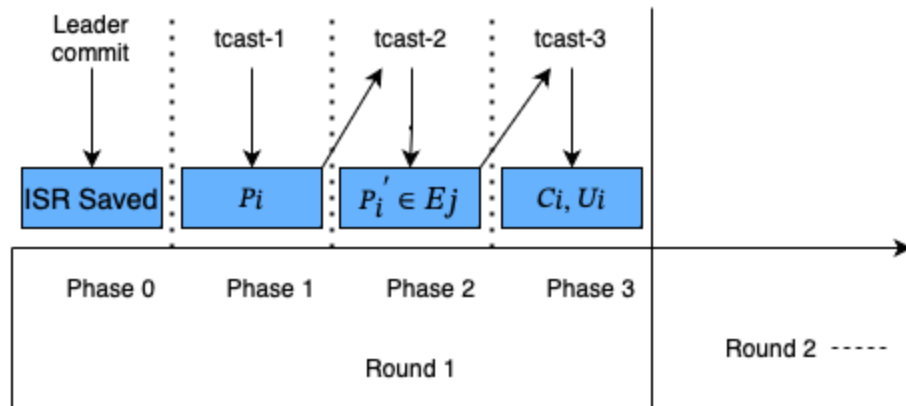 Leader
commit
tcast-1
tcast-2
tcast-3
ISR Saved
Pi
Pi′ ∈ Ej
Ci, Ui
Phase 0
Phase 1
Phase 2
Phase 3
Round 1
Round 2